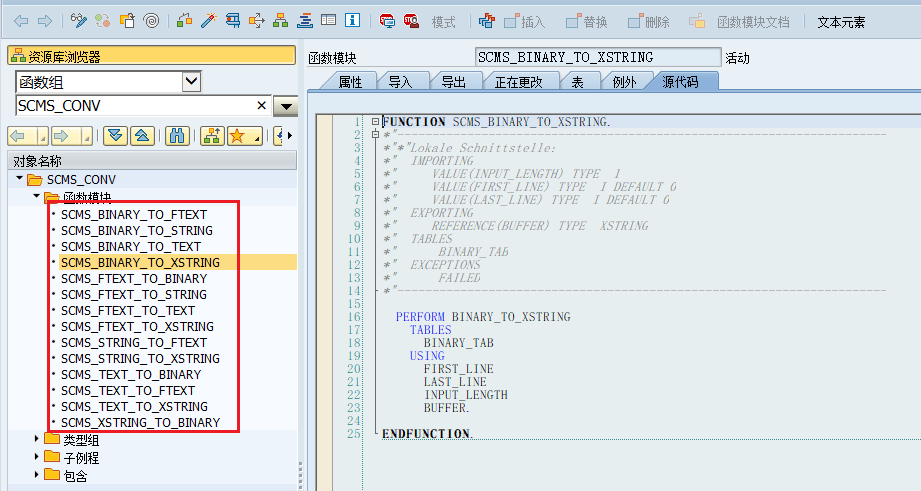 模式 插入 替换 删除 函数模块文档 文本元素
资源库浏览器
函数组
SCMS_CONV
对象名称
SCMS_CONV
函数模块
SCMS_BINARY_TO_FTEXT
SCMS_BINARY_TO_STRING
SCMS_BINARY_TO_TEXT
SCMS_BINARY_TO_XSTRING
SCMS_FTEXT_TO_BINARY
SCMS_FTEXT_TO_STRING
SCMS_FTEXT_TO_TEXT
SCMS_FTEXT_TO_XSTRING
SCMS_STRING_TO_FTEXT
SCMS_STRING_TO_XSTRING
SCMS_TEXT_TO_BINARY
SCMS_TEXT_TO_FTEXT
SCMS_TEXT_TO_XSTRING
SCMS_XSTRING_TO_BINARY
类型组
子例程
包含
函数模块 SCMS_BINARY_TO_XSTRING 活动
属性 导入 导出 正在更改 表 例外 源代码
1 FUNCTION SCMS_BINARY_TO_XSTRING.
2 *"----------------------------------------------------------------------
3 *"*"Lokale Schnittstelle:
4 *"  IMPORTING
5 *"     VALUE(INPUT_LENGTH) TYPE  I
6 *"     VALUE(FIRST_LINE) TYPE  I DEFAULT 0
7 *"     VALUE(LAST_LINE) TYPE  I DEFAULT 0
8 *"  EXPORTING
9 *"     REFERENCE(BUFFER) TYPE  XSTRING
10 *"  TABLES
11 *"      BINARY_TAB
12 *"  EXCEPTIONS
13 *"      FAILED
14 *"----------------------------------------------------------------------
15
16   PERFORM BINARY_TO_XSTRING
17     TABLES
18       BINARY_TAB
19     USING
20       FIRST_LINE
21       LAST_LINE
22       INPUT_LENGTH
23       BUFFER.
24
25 ENDFUNCTION.